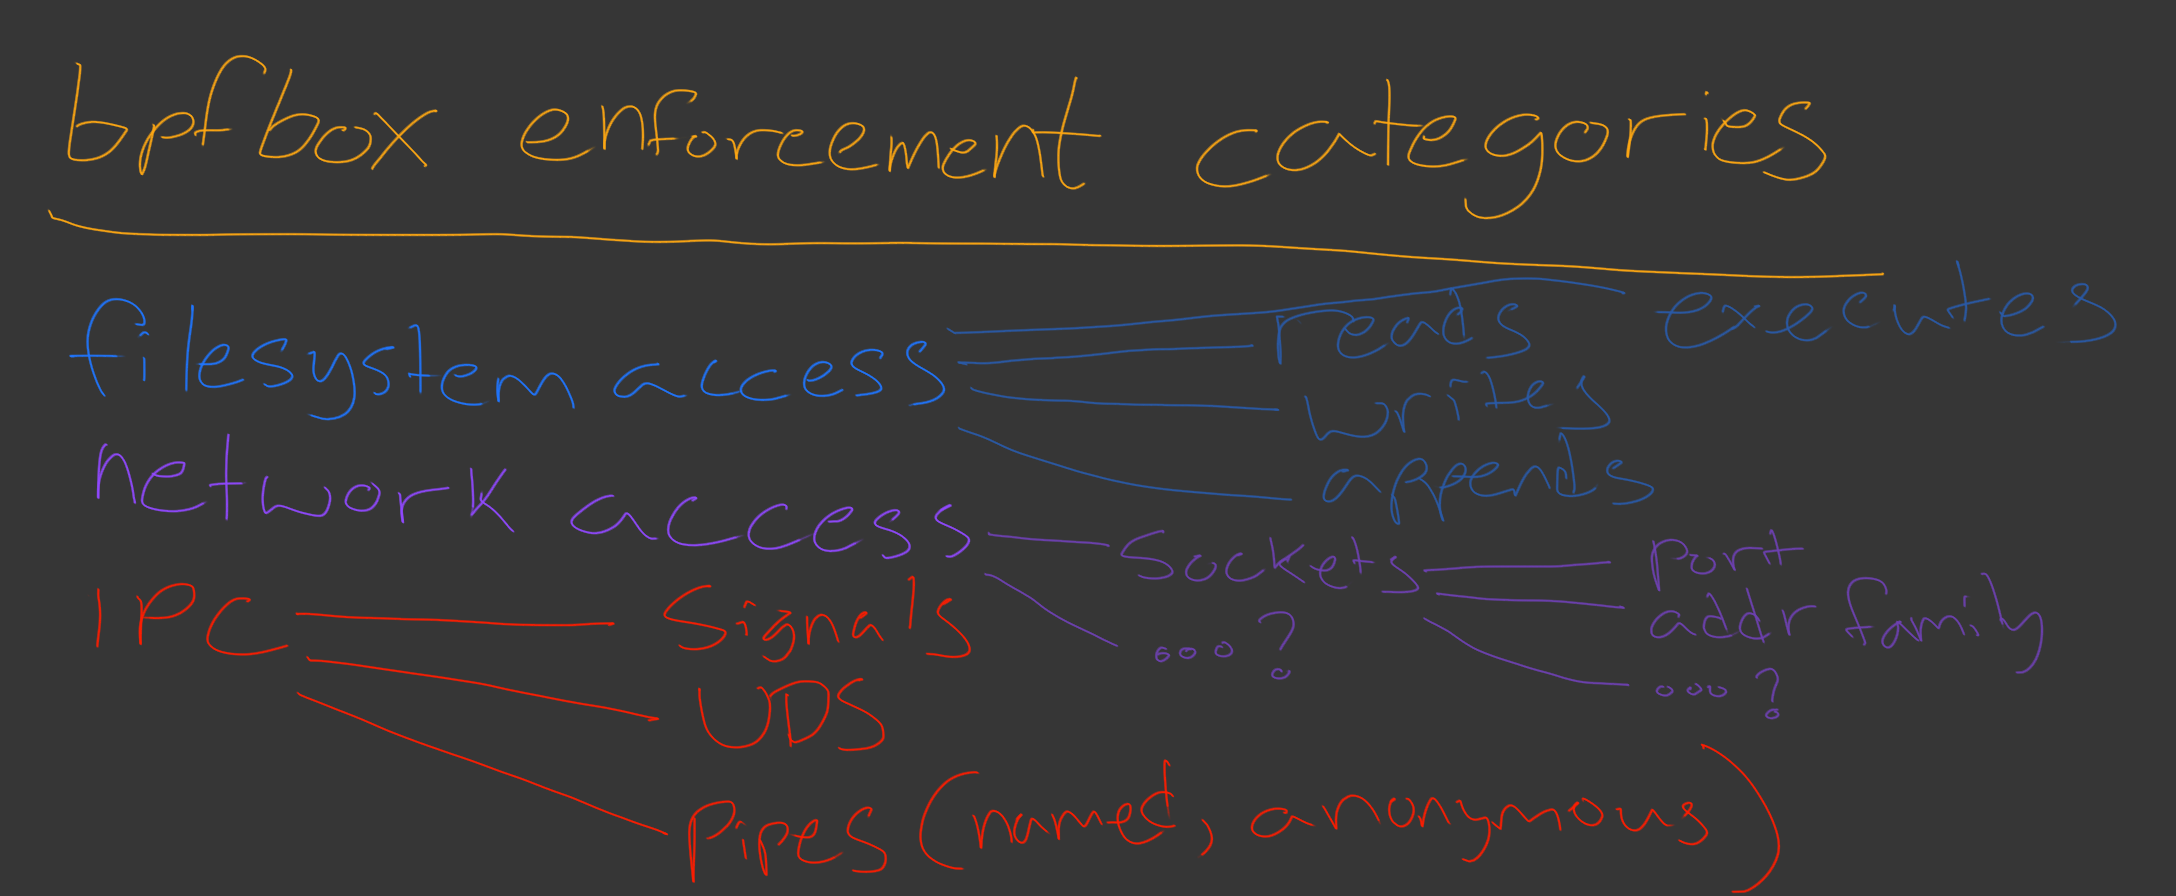 bpfbox enforcement categories
filesystem access
executes
reads
writes
appends
network access
sockets
port
addr family
...?
...?
IPC
signals
UDS
Pipes (named, anonymous)